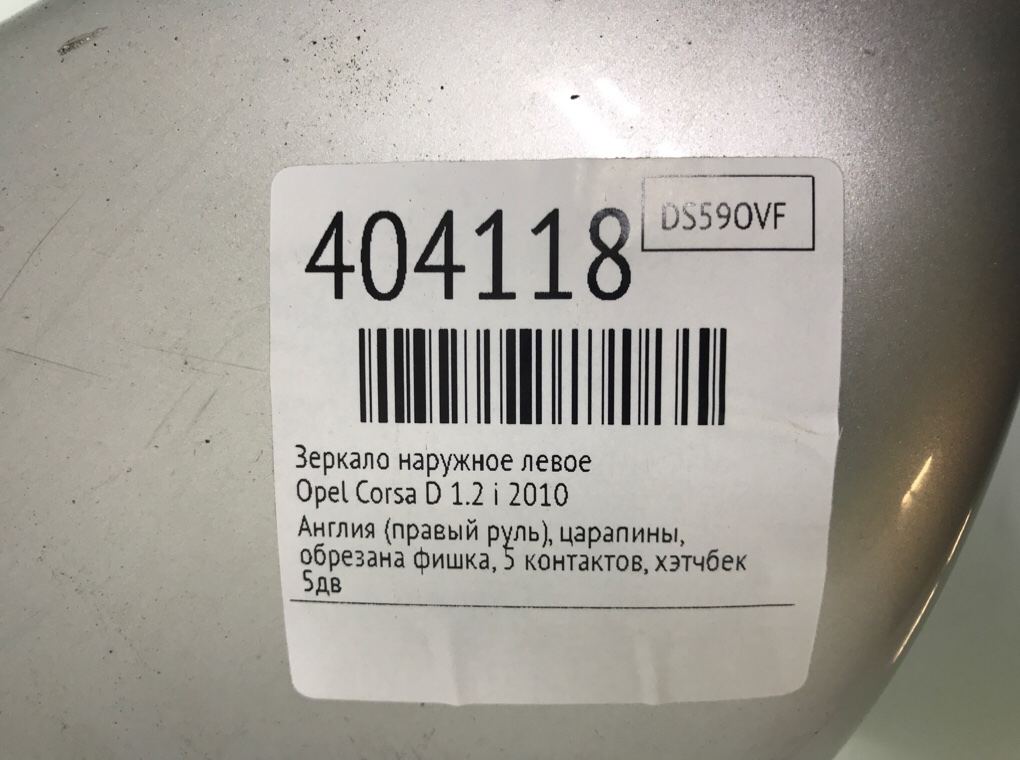 404118
DS59OVF
Зеркало наружное левое
Opel Corsa D 1.2 i 2010
Англия (правый руль), царапины,
обрезана фишка, 5 контактов, хэтчбек
5дв